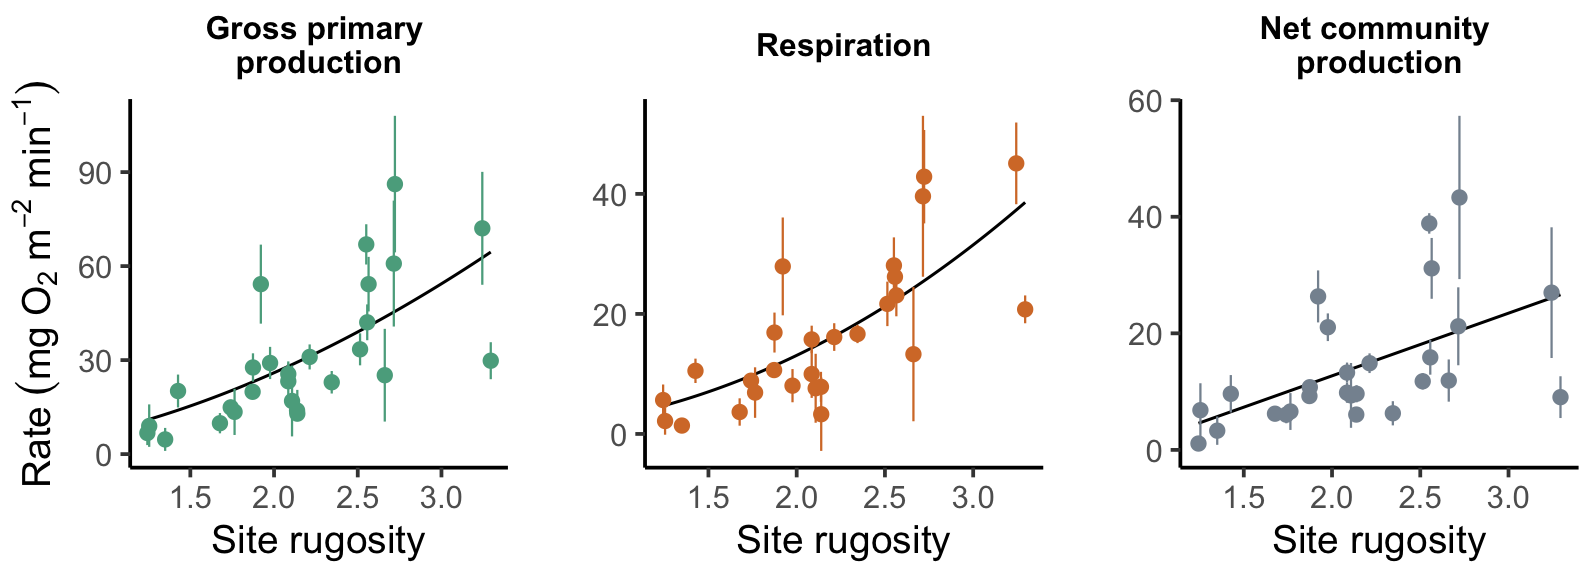 Gross primary
production
Respiration
Net community
production
Rate (mg O₂ m⁻² min⁻¹)
90
60
30
0
1.5 2.0 2.5 3.0
Site rugosity
40
20
0
1.5 2.0 2.5 3.0
Site rugosity
60
40
20
0
1.5 2.0 2.5 3.0
Site rugosity